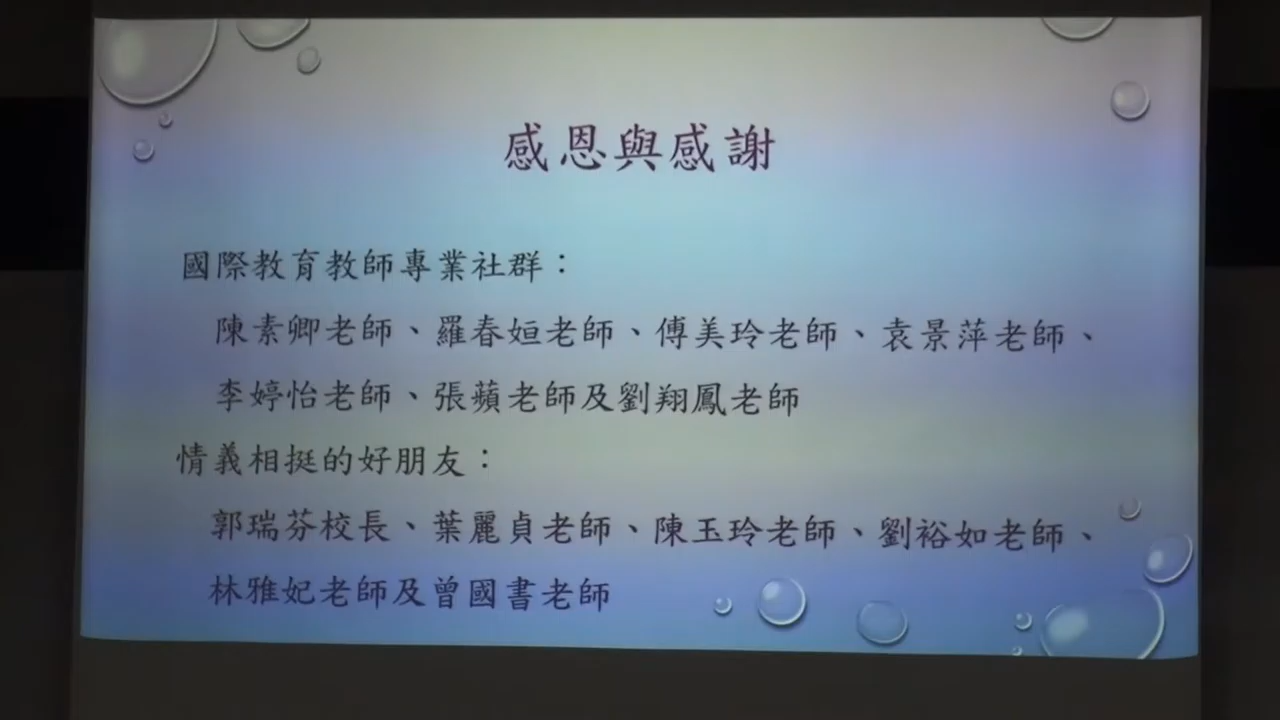 感恩與感謝
國際教育教師專業社群：
陳素卿老師、羅春姮老師、傅美玲老師、袁景萍老師、
李婷怡老師、張蘋老師及劉翔鳳老師
情義相挺的好朋友：
郭瑞芬校長、葉麗貞老師、陳玉玲老師、劉裕如老師、
林雅妃老師及曾國書老師